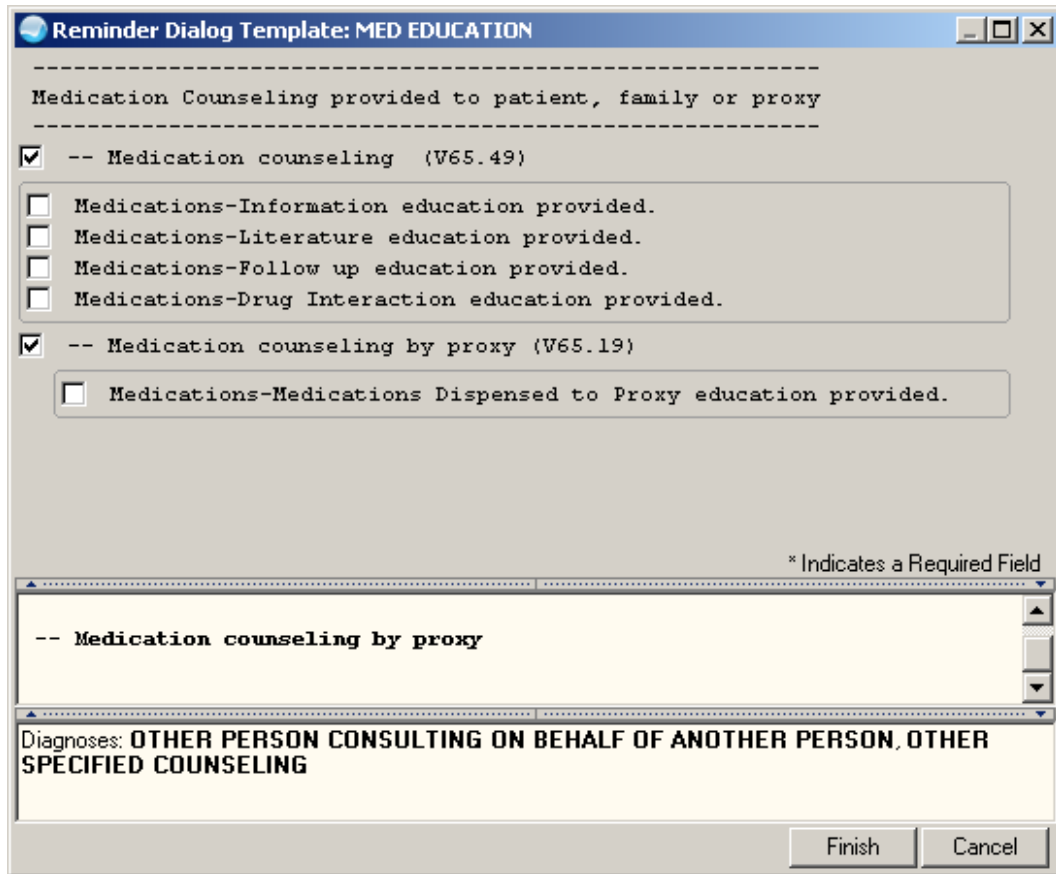 Reminder Dialog Template: MED EDUCATION
------------------------------------------------------------
Medication Counseling provided to patient, family or proxy
------------------------------------------------------------
-- Medication counseling (V65.49)
Medications-Information education provided.
Medications-Literature education provided.
Medications-Follow up education provided.
Medications-Drug Interaction education provided.
-- Medication counseling by proxy (V65.19)
Medications-Medications Dispensed to Proxy education provided.
* Indicates a Required Field
-- Medication counseling by proxy
Diagnoses: OTHER PERSON CONSULTING ON BEHALF OF ANOTHER PERSON, OTHER
SPECIFIED COUNSELING
Finish Cancel